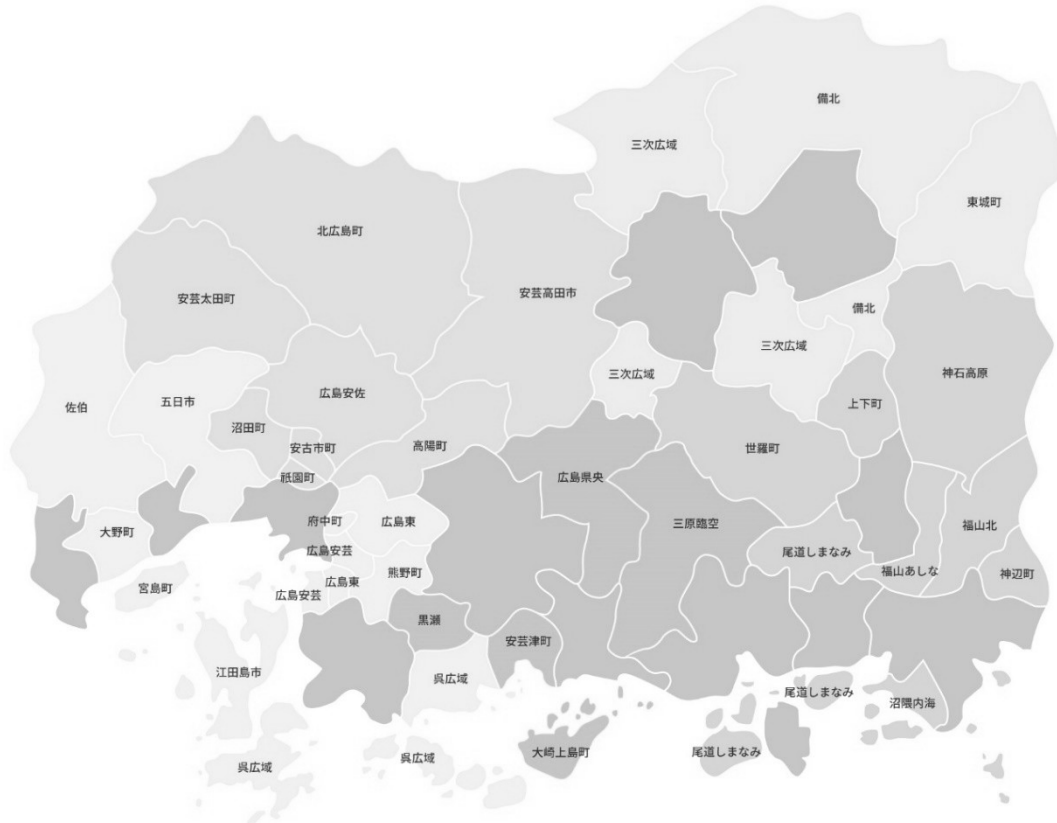 備北
三次広域
東城町
北広島町
安芸太田町
安芸高田市
備北
三次広域
三次広域
神石高原
佐伯
五日市
広島安佐
上下町
沼田町
安古市町
高陽町
世羅町
祇園町
広島県央
府中町
広島東
三原臨空
福山北
大野町
広島安芸
尾道しまなみ
熊野町
福山あしな
神辺町
宮島町
広島東
広島安芸
黒瀬
安芸津町
江田島市
呉広域
尾道しまなみ
沼隈内海
大崎上島町
尾道しまなみ
呉広域
呉広域